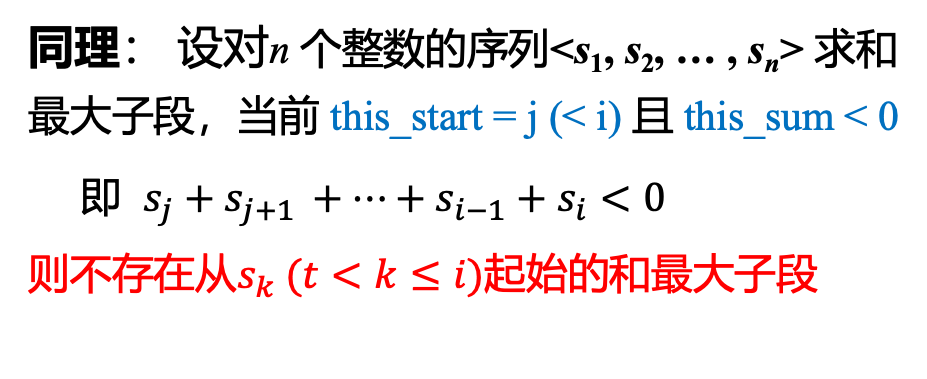 同理： 设对n 个整数的序列<s₁, s₂, … , sₙ> 求和
最大子段，当前 this_start = j (< i) 且 this_sum < 0
即 sⱼ + sⱼ₊₁ + ⋯ + sᵢ₋₁ + sᵢ < 0
则不存在从sₖ (t < k ≤ i)起始的和最大子段